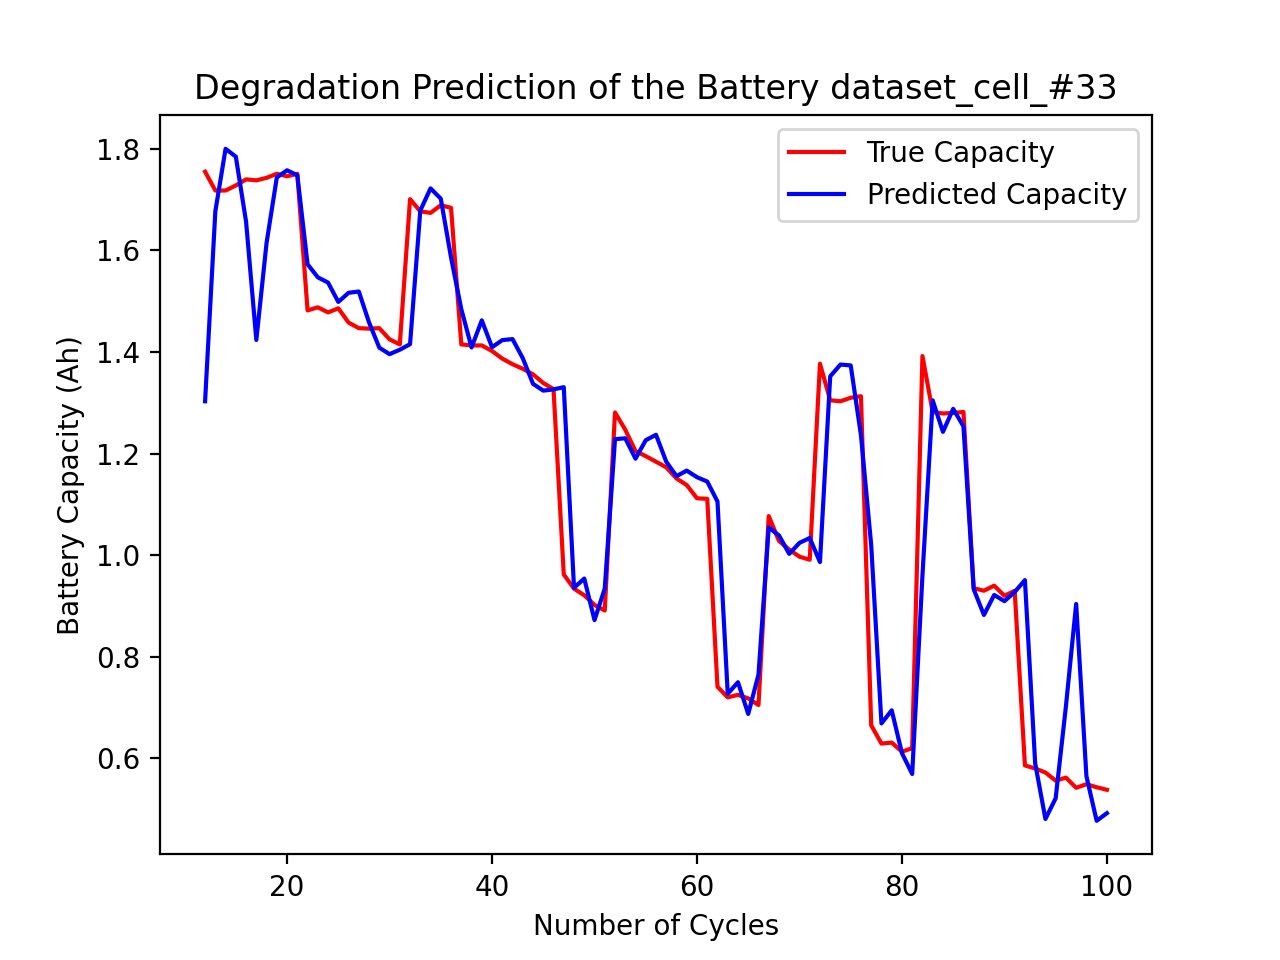 Degradation Prediction of the Battery dataset_cell_#33
True Capacity
Predicted Capacity
1.8
1.6
1.4
1.2
1.0
0.8
0.6
Battery Capacity (Ah)
20 40 60 80 100
Number of Cycles